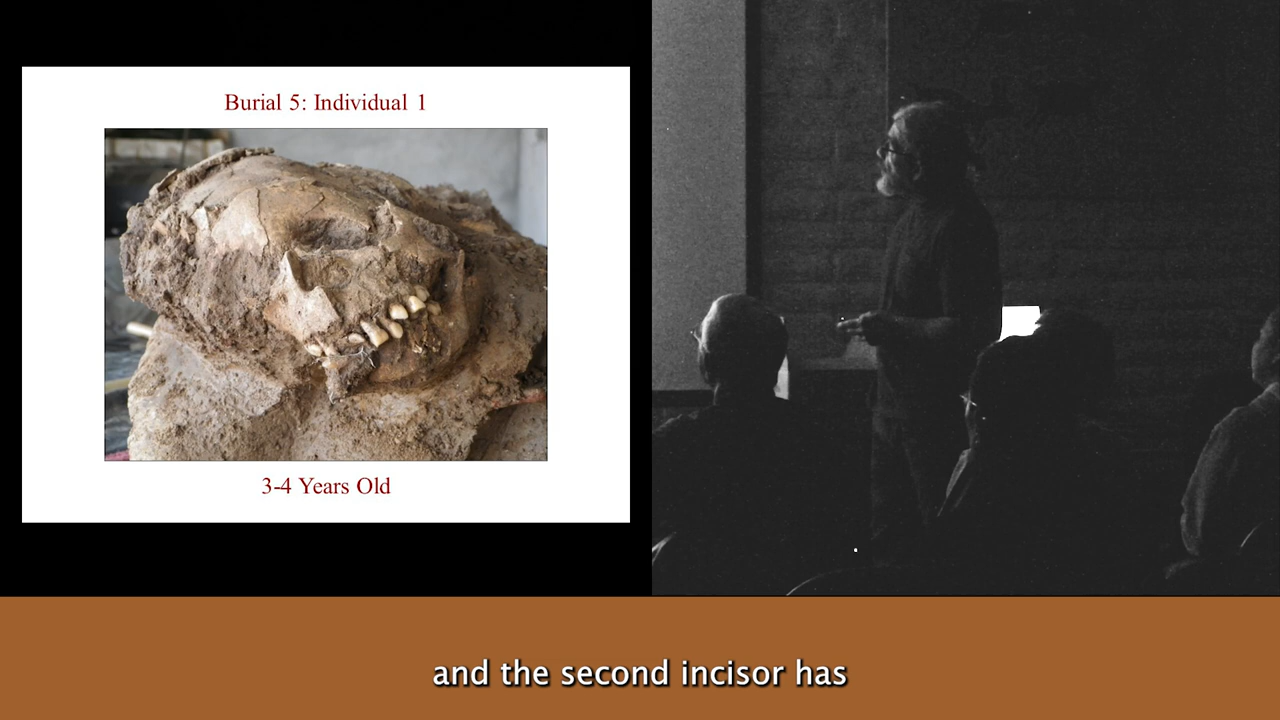 Burial 5: Individual 1
3-4 Years Old
and the second incisor has